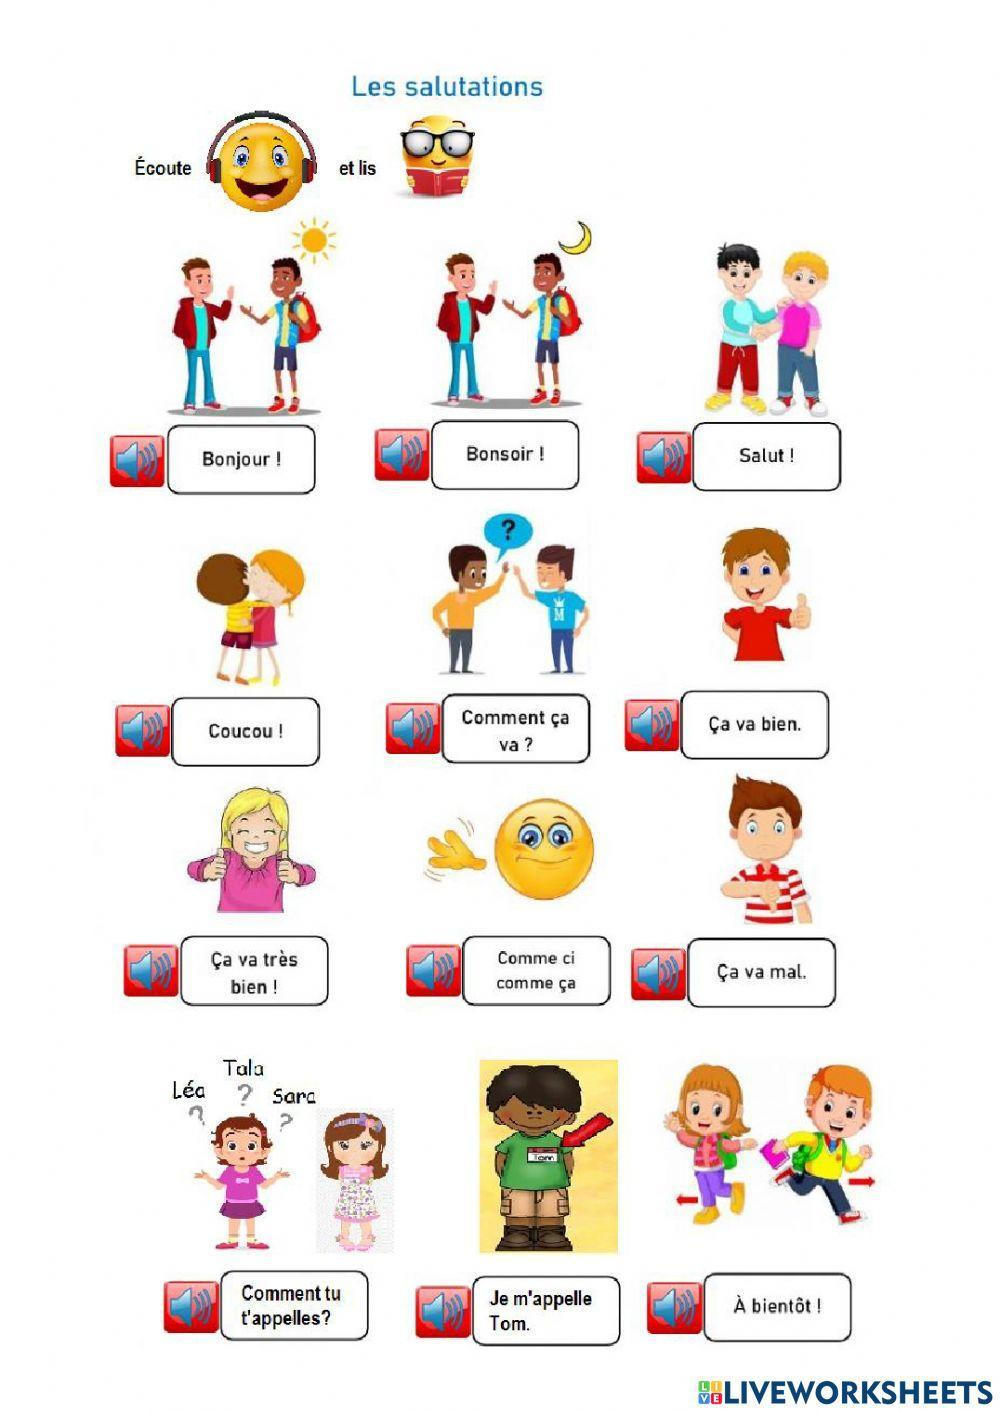 Les salutations
Écoute et lis
Bonjour !
Bonsoir !
Salut !
?
M
Coucou !
Comment ça
va ?
Ça va bien.
Ça va très
bien !
Comme ci
comme ça
Ça va mal.
Tala
Léa ? Sara
? ?
Tom
Comment tu
t'appelles?
Je m'appelle
Tom.
À bientôt !
LIVE LIVEWORKSHEETS